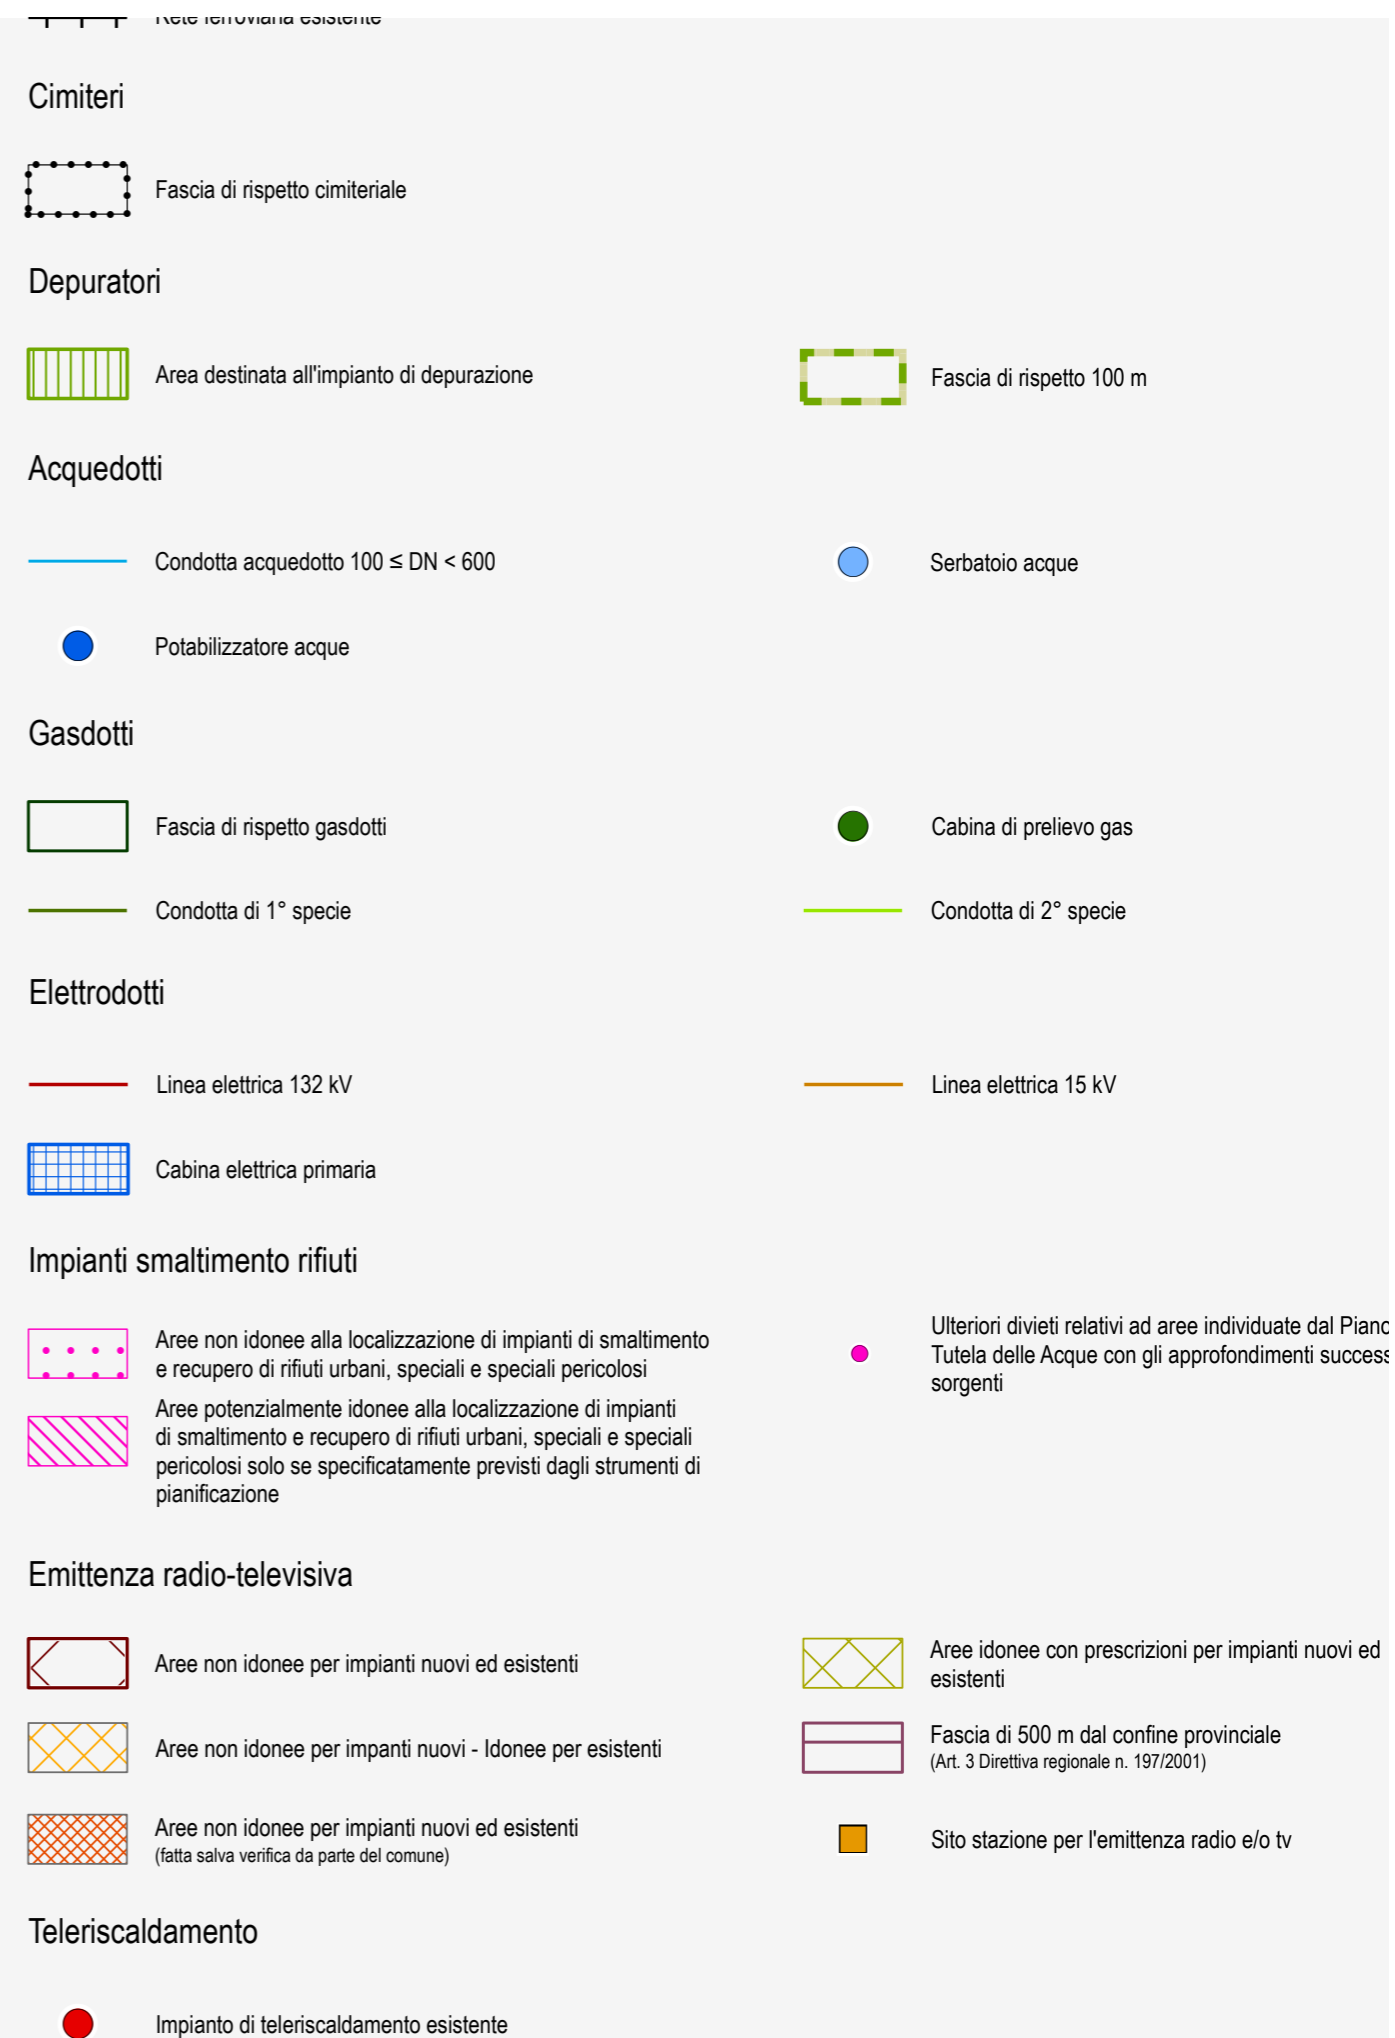 Rete ferroviaria esistente
Cimiteri
Fascia di rispetto cimiteriale
Depuratori
Area destinata all'impianto di depurazione
Fascia di rispetto 100 m
Acquedotti
Condotta acquedotto 100 ≤ DN < 600
Serbatoio acque
Potabilizzatore acque
Gasdotti
Fascia di rispetto gasdotti
Cabina di prelievo gas
Condotta di 1° specie
Condotta di 2° specie
Elettrodotti
Linea elettrica 132 kV
Linea elettrica 15 kV
Cabina elettrica primaria
Impianti smaltimento rifiuti
Aree non idonee alla localizzazione di impianti di smaltimento
e recupero di rifiuti urbani, speciali e speciali pericolosi
Ulteriori divieti relativi ad aree individuate dal Piano
Tutela delle Acque con gli approfondimenti success
sorgenti
Aree potenzialmente idonee alla localizzazione di impianti
di smaltimento e recupero di rifiuti urbani, speciali e speciali
pericolosi solo se specificatamente previsti dagli strumenti di
pianificazione
Emittenza radio-televisiva
Aree non idonee per impianti nuovi ed esistenti
Aree idonee con prescrizioni per impianti nuovi ed
esistenti
Aree non idonee per impanti nuovi - Idonee per esistenti
Fascia di 500 m dal confine provinciale
(Art. 3 Direttiva regionale n. 197/2001)
Aree non idonee per impianti nuovi ed esistenti
(fatta salva verifica da parte del comune)
Sito stazione per l'emittenza radio e/o tv
Teleriscaldamento
Impianto di teleriscaldamento esistente